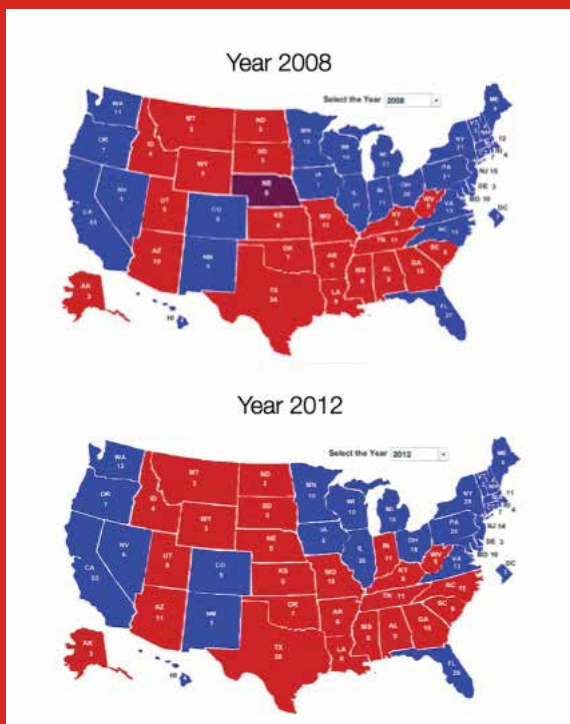 Year 2008
Select the Year 2008
WA
11
ME
4
MT
3
ND
3
MN
10
OR
7
ID
4
SD
3
WI
10
12
4
WY
3
MI
17
PA
21
NJ 15
NE
5
IA
7
DE 3
NV
5
OH
20
MD 10
UT
5
CO
9
IL
21
IN
11
WV
5
VA
13
DC
CA
55
KS
6
MO
11
KY
8
NC 15
TN 11
AZ
10
NM
5
OK
7
AR
6
SC
8
MS
6
AL
9
GA
15
TX
34
LA
9
AK
3
HI
FL
27
Year 2012
Select the Year 2012
WA
12
ME
MT
3
ND
3
MN
10
OR
7
ID
4
SD
3
WI
10
NY
29
11
4
WY
3
MI
16
7
NE
5
IA
6
PA
20
NJ 14
DE 3
NV
6
OH
18
MD 10
UT
6
CO
9
IL
20
IN
11
WV
5
VA
13
DC
CA
55
KS
6
MO
10
KY
8
NC 15
TN 11
AZ
11
NM
5
OK
7
AR
6
SC
9
MS
6
AL
9
GA
16
TX
38
LA
8
AK
3
HI
FL
29